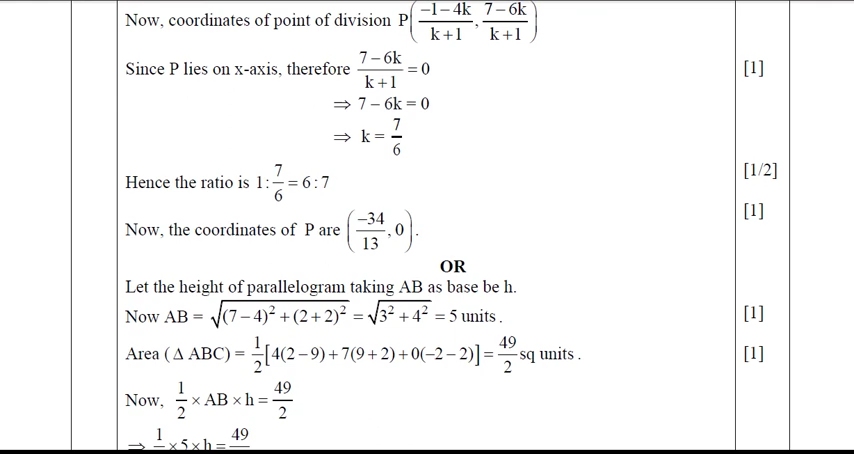 Now, coordinates of point of division P((−1−4k)/(k+1), (7−6k)/(k+1))
Since P lies on x-axis, therefore (7−6k)/(k+1) = 0 [1]
⇒ 7−6k = 0
⇒ k = 7/6
Hence the ratio is 1:7/6 = 6:7 [1/2]
Now, the coordinates of P are (−34/13, 0). [1]
OR
Let the height of parallelogram taking AB as base be h.
Now AB = √((7−4)² + (2+2)²) = √(3² + 4²) = 5 units. [1]
Area (Δ ABC) = 1/2[4(2−9)+7(9+2)+0(−2−2)] = 49/2 sq units. [1]
Now, 1/2 × AB × h = 49/2
⇒ 1/ × 5 × h = 49/